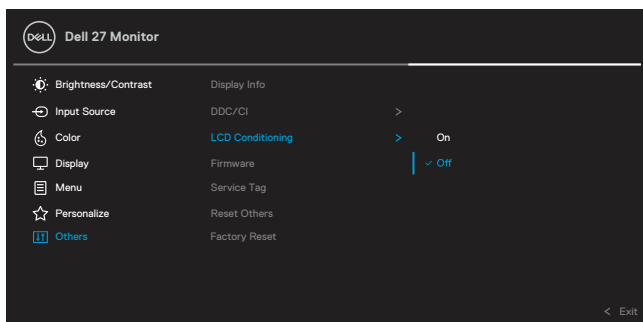 DELL Dell 27 Monitor
Brightness/Contrast Display Info
Input Source DDC/CI >
Color LCD Conditioning > On
Display Firmware ✓ Off
Menu Service Tag
Personalize Reset Others
Others Factory Reset
< Exit